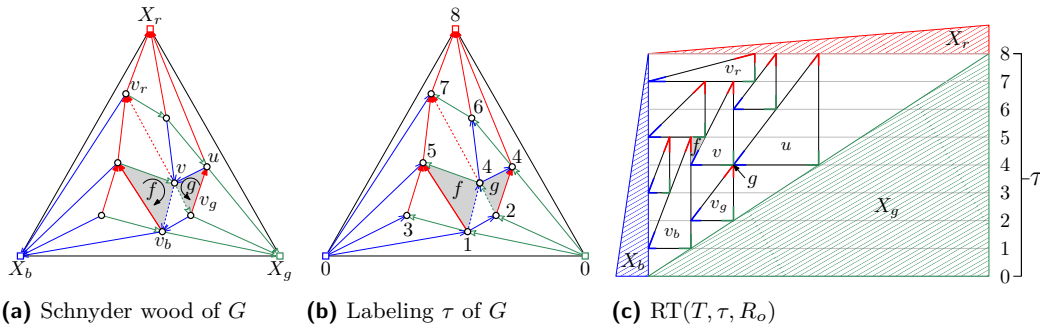 X_r
v_r
v
u
f
g
v_g
v_b
X_b
X_g
(a) Schnyder wood of G
8
7
6
5
4
4
f
g
3
2
1
0
0
(b) Labeling τ of G
X_r
v_r
f
v
u
g
v_g
v_b
X_g
X_b
8
7
6
5
4
3
2
1
0
τ
(c) RT(T, τ, R_o)